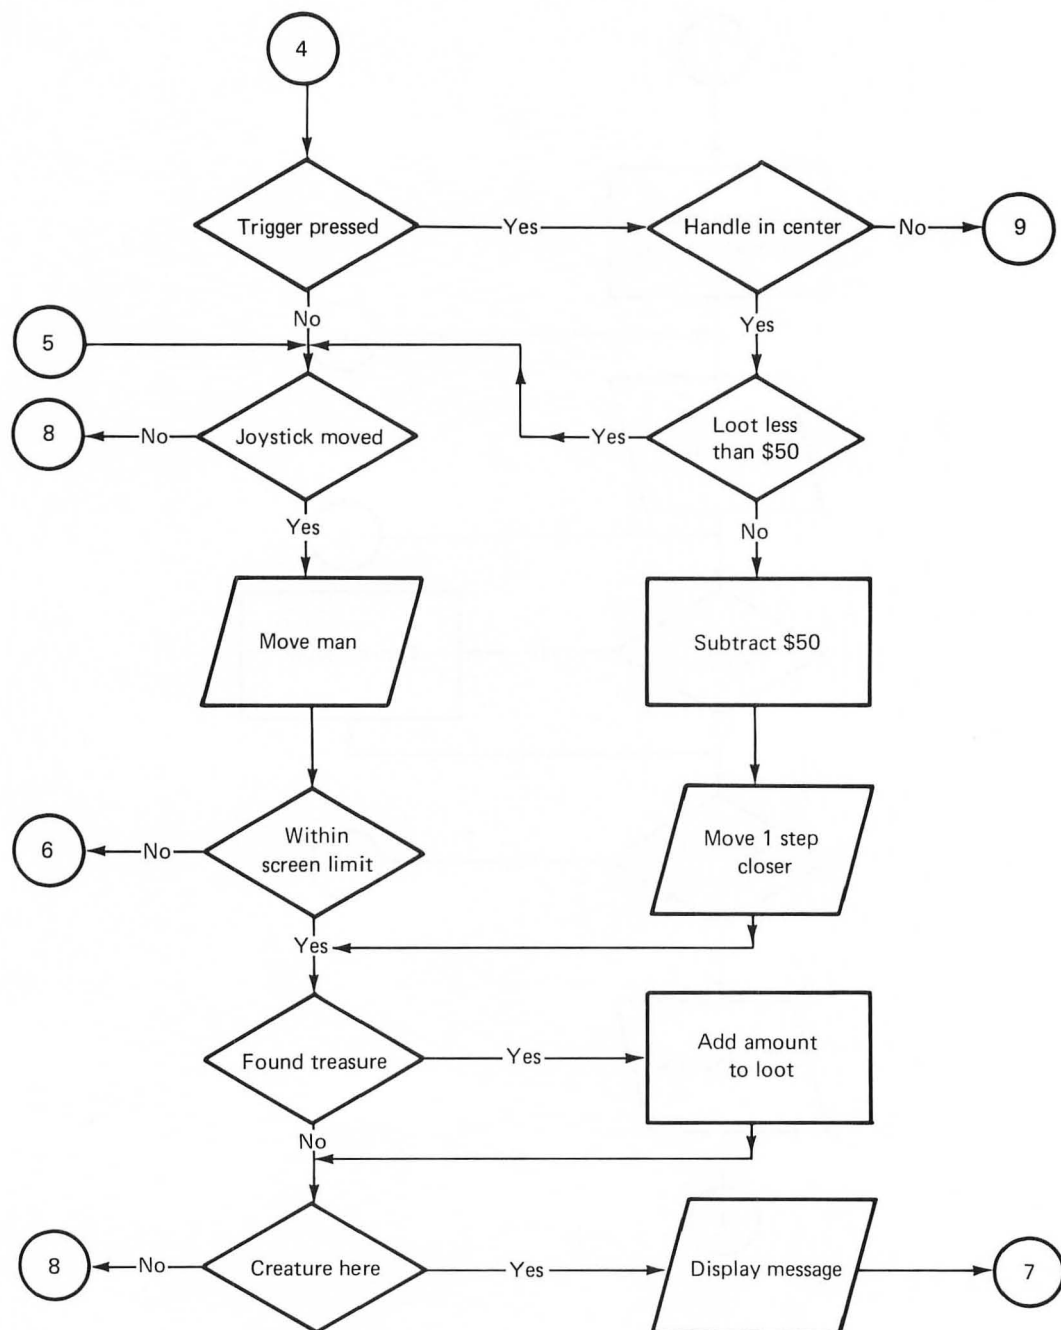 4
Trigger pressed
Yes
Handle in center
No
9
No
Yes
5
8
No
Joystick moved
Yes
Loot less
than $50
Yes
No
Move man
Subtract $50
6
No
Within
screen limit
Move 1 step
closer
Yes
Found treasure
Yes
Add amount
to loot
No
8
No
Creature here
Yes
Display message
7